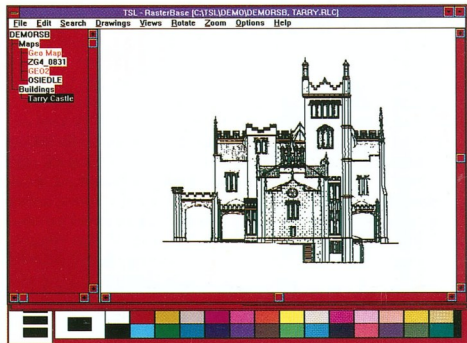 TSL - RasterBase [C:\TSL\DEMO\DEMORSB, TARRY.RLC]
File Edit Search Drawings Views Rotate Zoom Options Help
DEMORSB
Maps
Geo Map
ZG4_0831
GEO2
OSIEDLE
Buildings
Tarry Castle